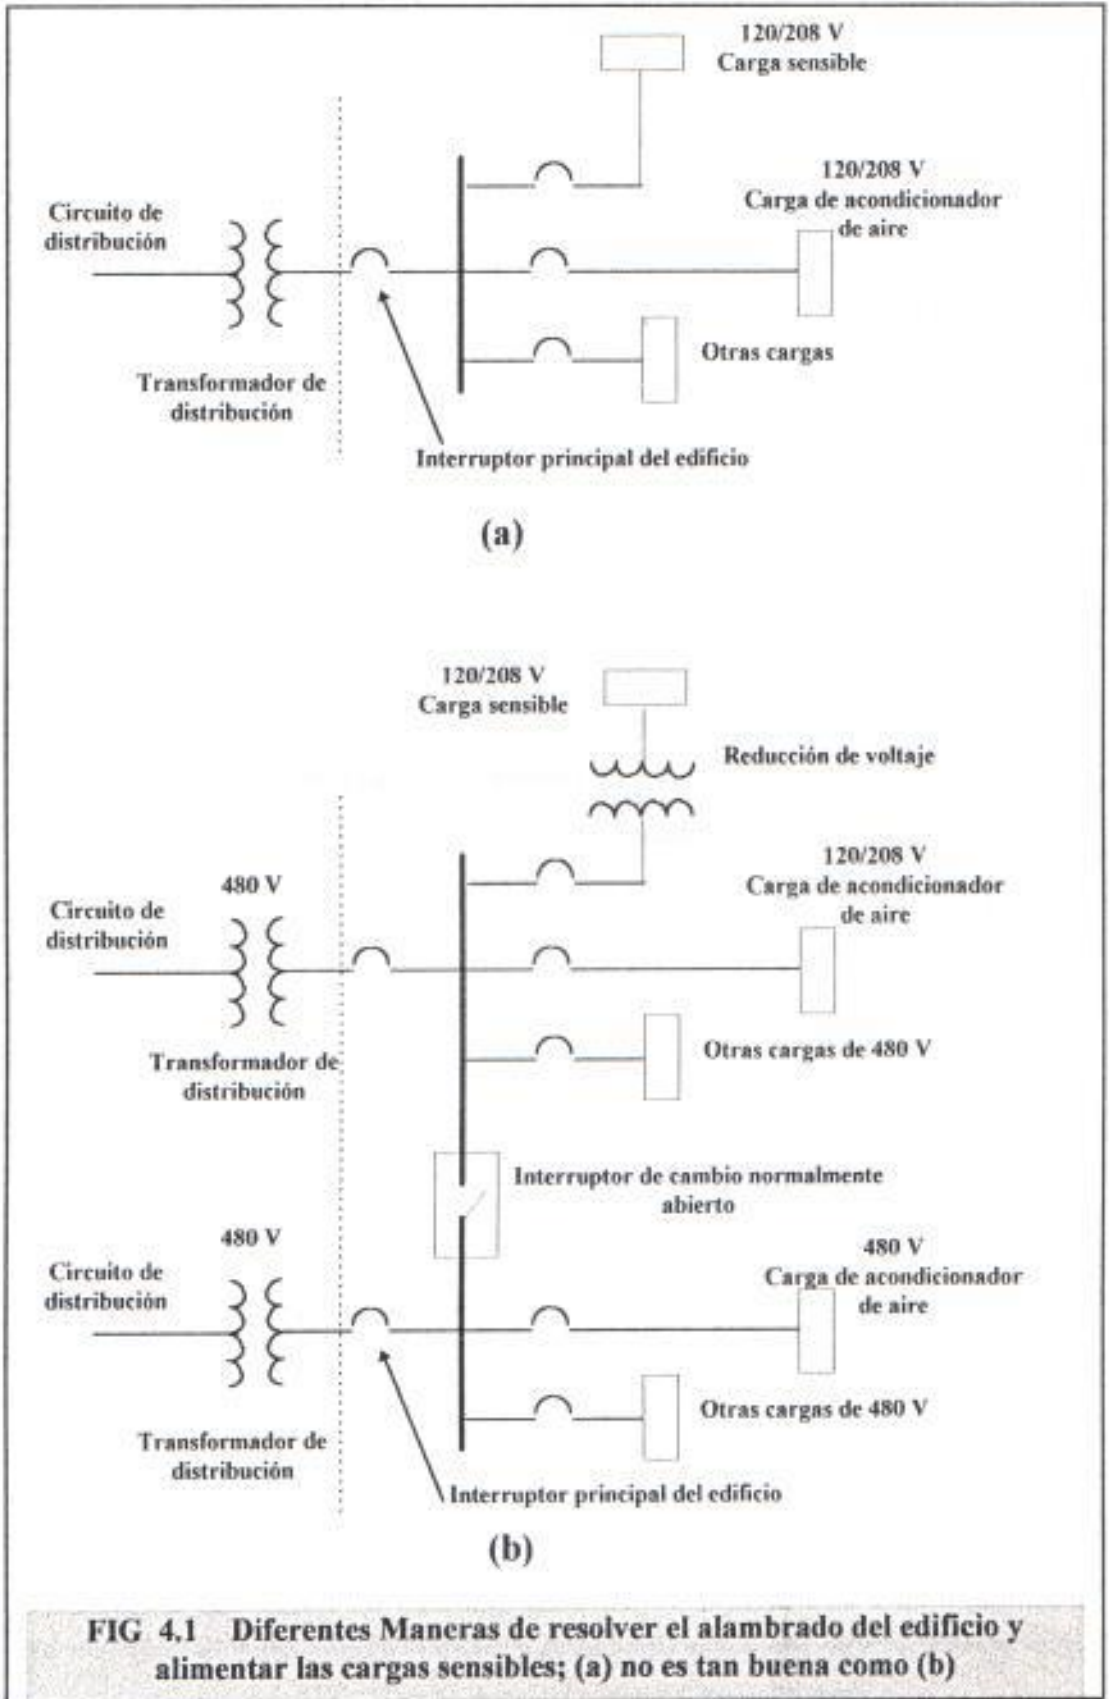 120/208 V
Carga sensible
120/208 V
Carga de acondicionador
de aire
Circuito de
distribución
Otras cargas
Transformador de
distribución
Interruptor principal del edificio
(a)
120/208 V
Carga sensible
Reducción de voltaje
120/208 V
Carga de acondicionador
de aire
480 V
Circuito de
distribución
Otras cargas de 480 V
Transformador de
distribución
Interruptor de cambio normalmente
abierto
480 V
480 V
Carga de acondicionador
de aire
Circuito de
distribución
Otras cargas de 480 V
Transformador de
distribución
Interruptor principal del edificio
(b)
FIG 4.1 Diferentes Maneras de resolver el alambrado del edificio y
alimentar las cargas sensibles; (a) no es tan buena como (b)